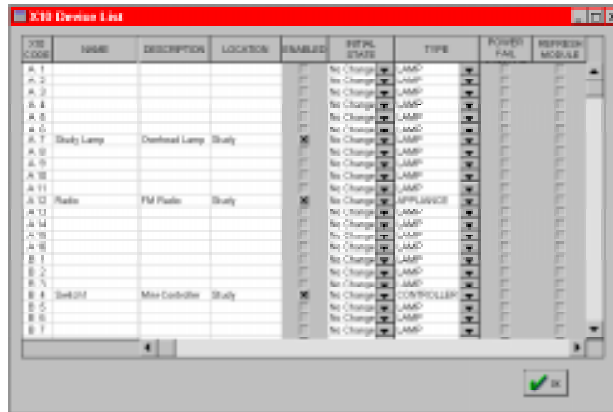 X10 Device List
X10 CODE NAME DESCRIPTION LOCATION ENABLED INITIAL STATE TYPE POWER FAIL REFRESH MODULE
A 1 No Change LAMP
A 2 No Change LAMP
A 3 No Change LAMP
A 4 No Change LAMP
A 5 No Change LAMP
A 6 No Change LAMP
A 7 Study Lamp Overhead Lamp Study No Change LAMP
A 8 No Change LAMP
A 9 No Change LAMP
A 10 No Change LAMP
A 11 No Change LAMP
A 12 Radio FM Radio Study No Change APPLIANCE
A 13 No Change LAMP
A 14 No Change LAMP
A 15 No Change LAMP
A 16 No Change LAMP
B 1 No Change LAMP
B 2 No Change LAMP
B 3 No Change LAMP
B 4 Mini Controller Study No Change CONTROLLER
B 5 No Change LAMP
B 6 No Change LAMP
B 7 No Change LAMP
OK